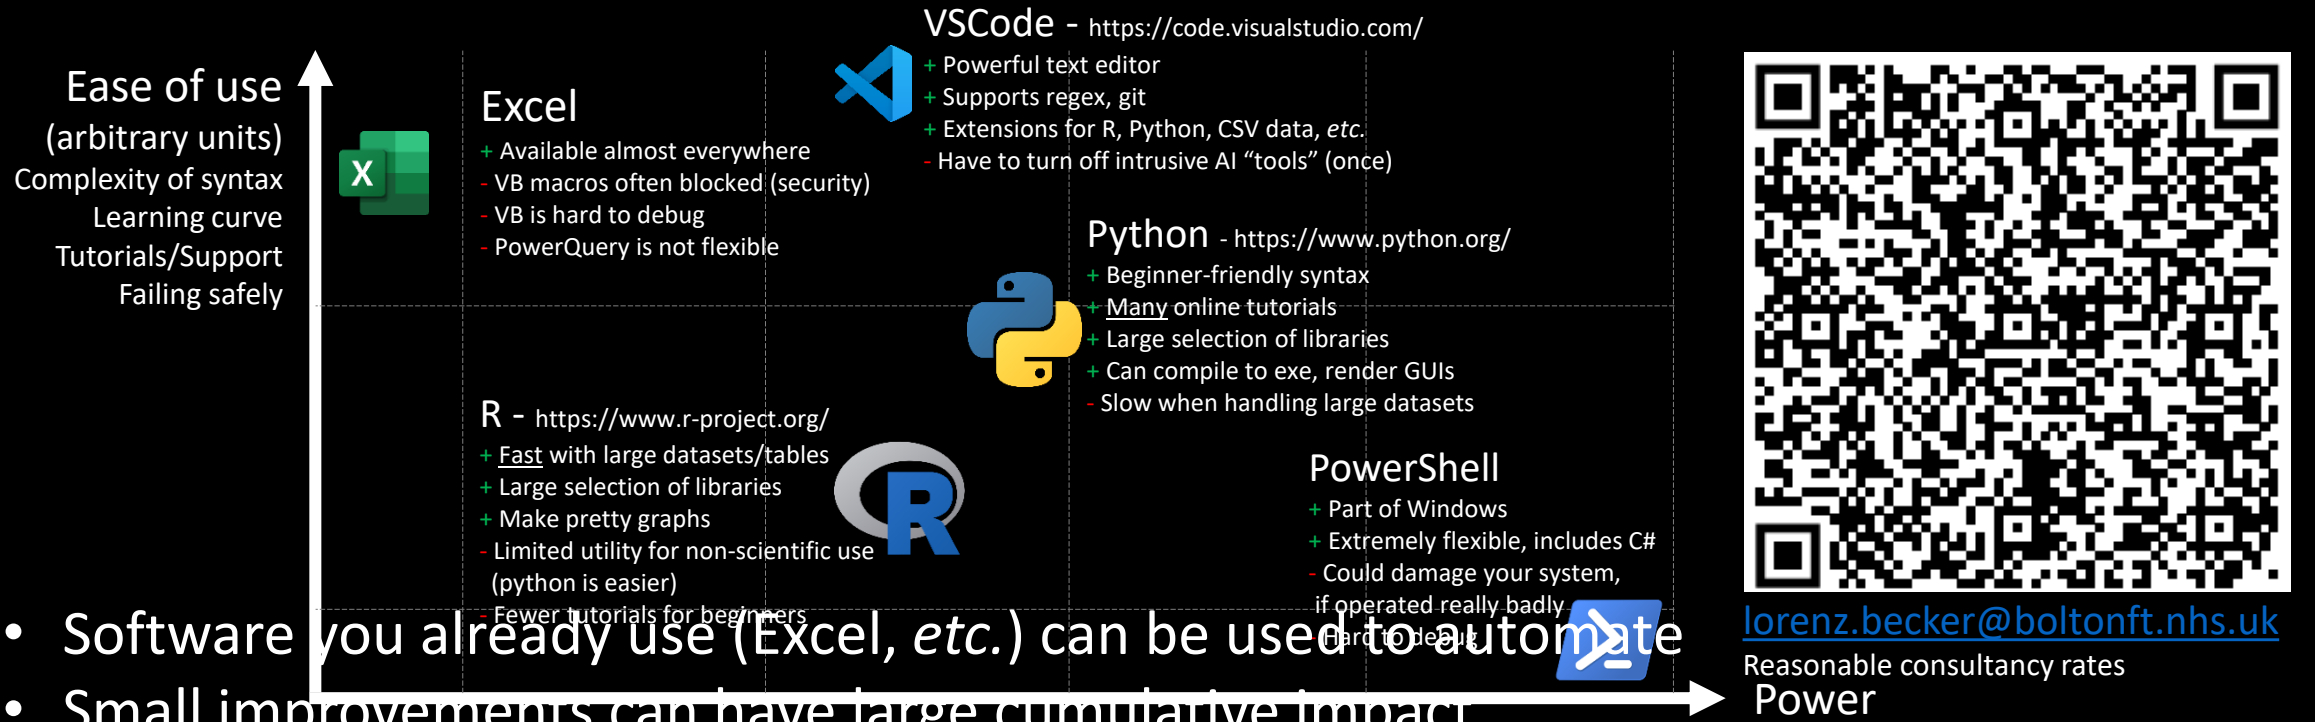 Ease of use
(arbitrary units)
Complexity of syntax
Learning curve
Tutorials/Support
Failing safely
X
Excel
+ Available almost everywhere
- VB macros often blocked (security)
- VB is hard to debug
- PowerQuery is not flexible
VSCode - https://code.visualstudio.com/
+ Powerful text editor
+ Supports regex, git
+ Extensions for R, Python, CSV data, etc.
- Have to turn off intrusive AI “tools” (once)
Python - https://www.python.org/
+ Beginner-friendly syntax
+ Many online tutorials
+ Large selection of libraries
+ Can compile to exe, render GUIs
- Slow when handling large datasets
R - https://www.r-project.org/
+ Fast with large datasets/tables
+ Large selection of libraries
+ Make pretty graphs
- Limited utility for non-scientific use
(python is easier)
- Fewer tutorials for beginners
R
PowerShell
+ Part of Windows
+ Extremely flexible, includes C#
- Could damage your system,
if operated really badly
- Hard to debug
• Software you already use (Excel, etc.) can be used to automate
• Small improvements can have large cumulative impact
lorenz.becker@boltonft.nhs.uk
Reasonable consultancy rates
Power